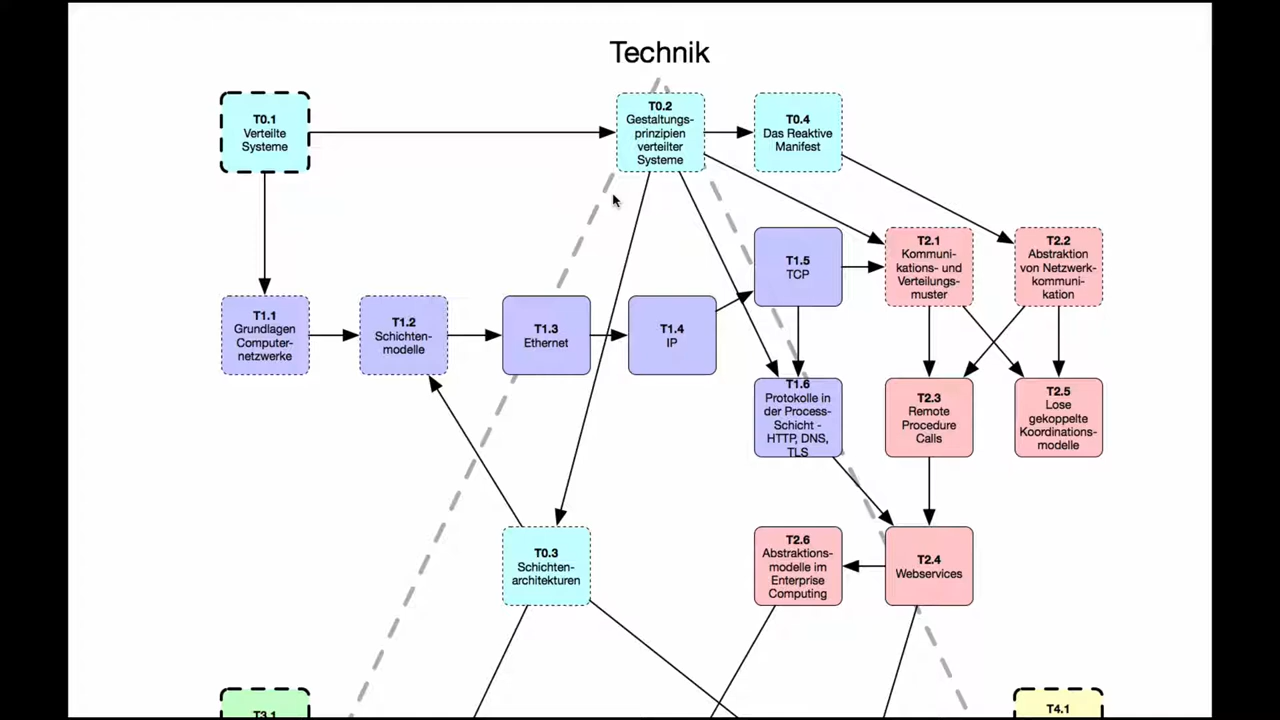 Technik
T0.1
Verteilte
Systeme
T0.2
Gestaltungs-
prinzipien
verteilter
Systeme
T0.4
Das Reaktive
Manifest
T1.5
TCP
T2.1
Kommuni-
kations- und
Verteilungs-
muster
T2.2
Abstraktion
von Netzwerk-
kommuni-
kation
T1.1
Grundlagen
Computer-
netzwerke
T1.2
Schichten-
modelle
T1.3
Ethernet
T1.4
IP
T1.6
Protokolle in
der Process-
Schicht -
HTTP, DNS,
TLS
T2.3
Remote
Procedure
Calls
T2.5
Lose
gekoppelte
Koordinations-
modelle
T0.3
Schichten-
architekturen
T2.6
Abstraktions-
modelle im
Enterprise
Computing
T2.4
Webservices
T3.1
T4.1